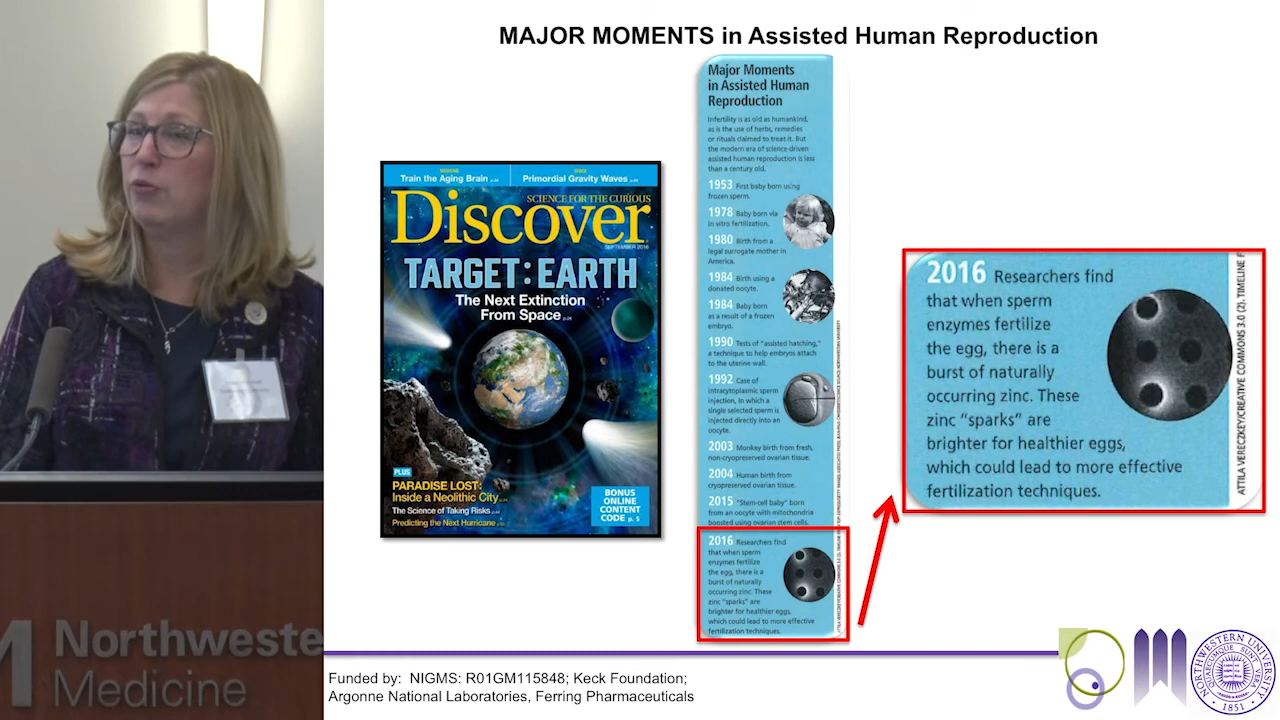 MAJOR MOMENTS in Assisted Human Reproduction
Major Moments
in Assisted Human
Reproduction
Infertility is as old as humankind,
as is the use of herbs, remedies
or rituals claimed to treat it. But
the modern era of science-driven
assisted human reproduction is less
than a century old.
1953 First baby born using
frozen sperm.
1978 Baby born via
in vitro fertilization.
1980 Birth from a
legal surrogate mother in
America.
1984 Birth using a
donated oocyte.
1984 Baby born
as a result of a frozen
embryo.
1990 Tests of "assisted hatching,"
a technique to help embryos attach
to the uterine wall.
1992 Case of
intracytoplasmic sperm
injection, in which a
single selected sperm is
injected directly into an
oocyte.
2003 Monkey birth from fresh,
non-cryopreserved ovarian tissue.
2004 Human birth from
cryopreserved ovarian tissue.
2015 "Stem-cell baby" born
from an oocyte with mitochondria
boosted using ovarian stem cells.
2016 Researchers find
that when sperm
enzymes fertilize
the egg, there is a
burst of naturally
occurring zinc. These
zinc "sparks" are
brighter for healthier eggs,
which could lead to more effective
fertilization techniques.
MEDICINE
Train the Aging Brain
SPACE
Primordial Gravity Waves
SCIENCE FOR THE CURIOUS
Discover
SEPTEMBER 2016
TARGET:EARTH
The Next Extinction
From Space
PLUS
PARADISE LOST:
Inside a Neolithic City
The Science of Taking Risks
Predicting the Next Hurricane
BONUS
ONLINE
CONTENT
CODE p. 5
2016 Researchers find
that when sperm
enzymes fertilize
the egg, there is a
burst of naturally
occurring zinc. These
zinc "sparks" are
brighter for healthier eggs,
which could lead to more effective
fertilization techniques.
ATTILA VERECZKEY/CREATIVE COMMONS 3.0 (2). TIMELINE F
M Northweste
Medicine
Funded by: NIGMS: R01GM115848; Keck Foundation;
Argonne National Laboratories, Ferring Pharmaceuticals
NORTHWESTERN UNIVERSITY
QUAECUMQUE SUNT VERA
1851